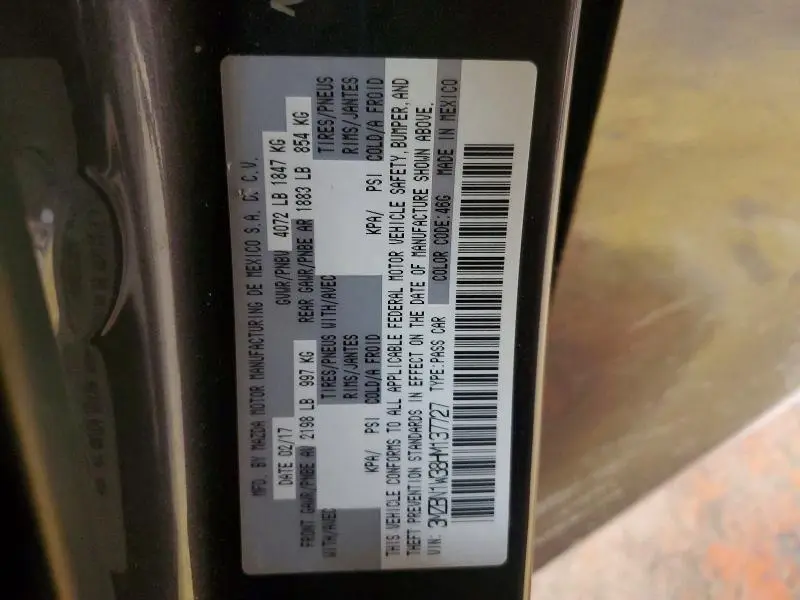 MFD. BY MAZDA MOTOR MANUFACTURING DE MEXICO S.A. DE C.V.
DATE 02/17 GVWR/PNBV 4072 LB 1847 KG
FRONT GAWR/PNBE AV 2198 LB 997 KG REAR GAWR/PNBE AR 1883 LB 854 KG
WITH/AVEC TIRES/PNEUS WITH/AVEC TIRES/PNEUS
RIMS/JANTES RIMS/JANTES
KPA/ PSI COLD/A FROID KPA/ PSI COLD/A FROID
THIS VEHICLE CONFORMS TO ALL APPLICABLE FEDERAL MOTOR VEHICLE SAFETY, BUMPER, AND
THEFT PREVENTION STANDARDS IN EFFECT ON THE DATE OF MANUFACTURE SHOWN ABOVE.
VIN: 3MZBN1W38HM137727 TYPE:PASS CAR COLOR CODE:46G MADE IN MEXICO